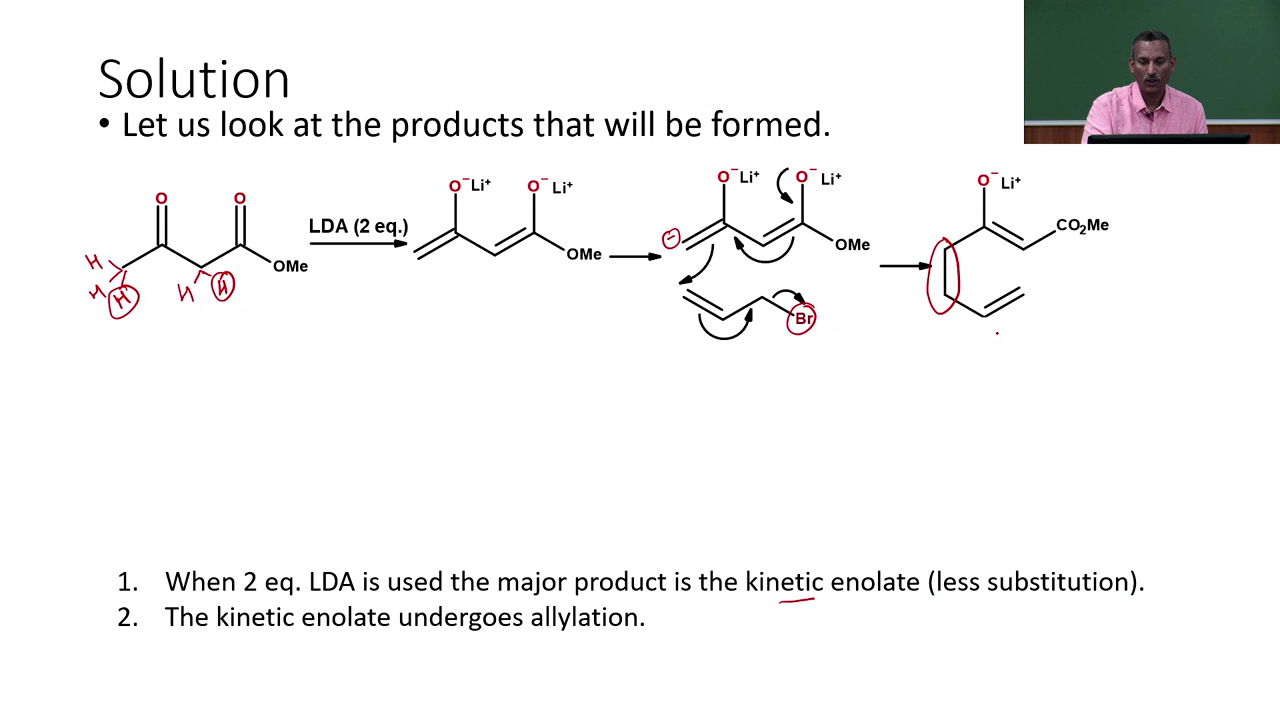 Solution
• Let us look at the products that will be formed.
O O
H
H H H H
OMe
LDA (2 eq.)
O⁻Li⁺ O⁻Li⁺
OMe
O⁻Li⁺ O⁻Li⁺
⊖
OMe
Br
O⁻Li⁺
CO₂Me
1. When 2 eq. LDA is used the major product is the kinetic enolate (less substitution).
2. The kinetic enolate undergoes allylation.